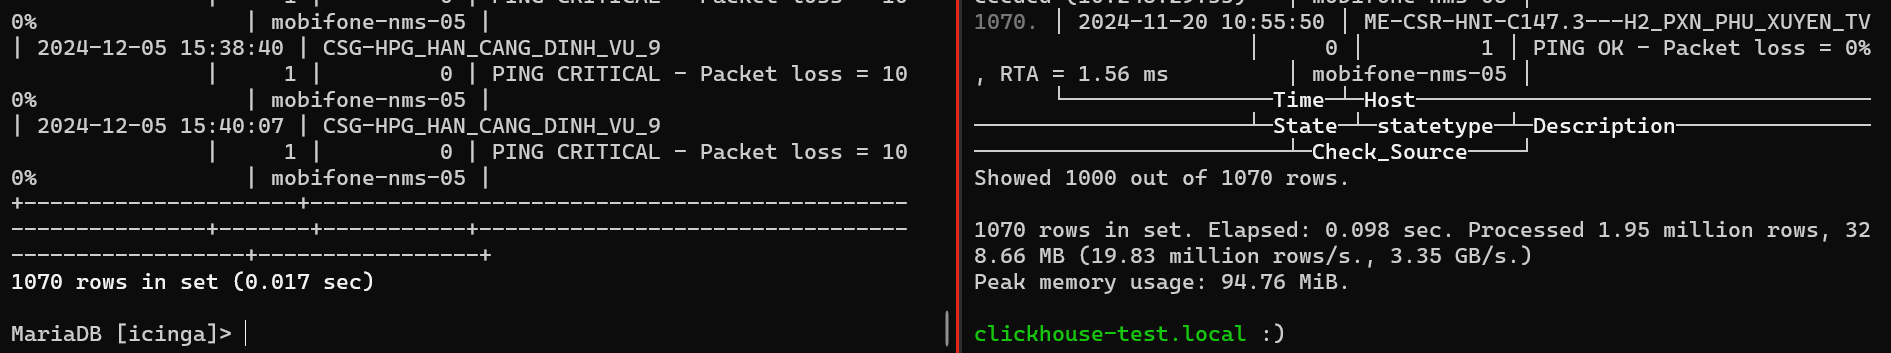 0%                  | mobifone-nms-05 |
| 2024-12-05 15:38:40 | CSG-HPG_HAN_CANG_DINH_VU_9
               |     1 |         0 | PING CRITICAL - Packet loss = 10
0%                  | mobifone-nms-05 |
| 2024-12-05 15:40:07 | CSG-HPG_HAN_CANG_DINH_VU_9
               |     1 |         0 | PING CRITICAL - Packet loss = 10
0%                  | mobifone-nms-05 |
+---------------------+----------------------------------------------
---------------+-------+-----------+---------------------------------
------------------+-----------------+
1070 rows in set (0.017 sec)
MariaDB [icinga]>
1070. │ 2024-11-20 10:55:50 │ ME-CSR-HNI-C147.3---H2_PXN_PHU_XUYEN_TV
                     │     0 │         1 │ PING OK - Packet loss = 0%
, RTA = 1.56 ms         │ mobifone-nms-05 │
      └────────────────Time─┴─Host───────────────────────────────────
─────────────────────┴─State─┴─statetype─┴─Description───────────────
────────────────────────┴─Check_Source────┘
Showed 1000 out of 1070 rows.
1070 rows in set. Elapsed: 0.098 sec. Processed 1.95 million rows, 32
8.66 MB (19.83 million rows/s., 3.35 GB/s.)
Peak memory usage: 94.76 MiB.
clickhouse-test.local :)